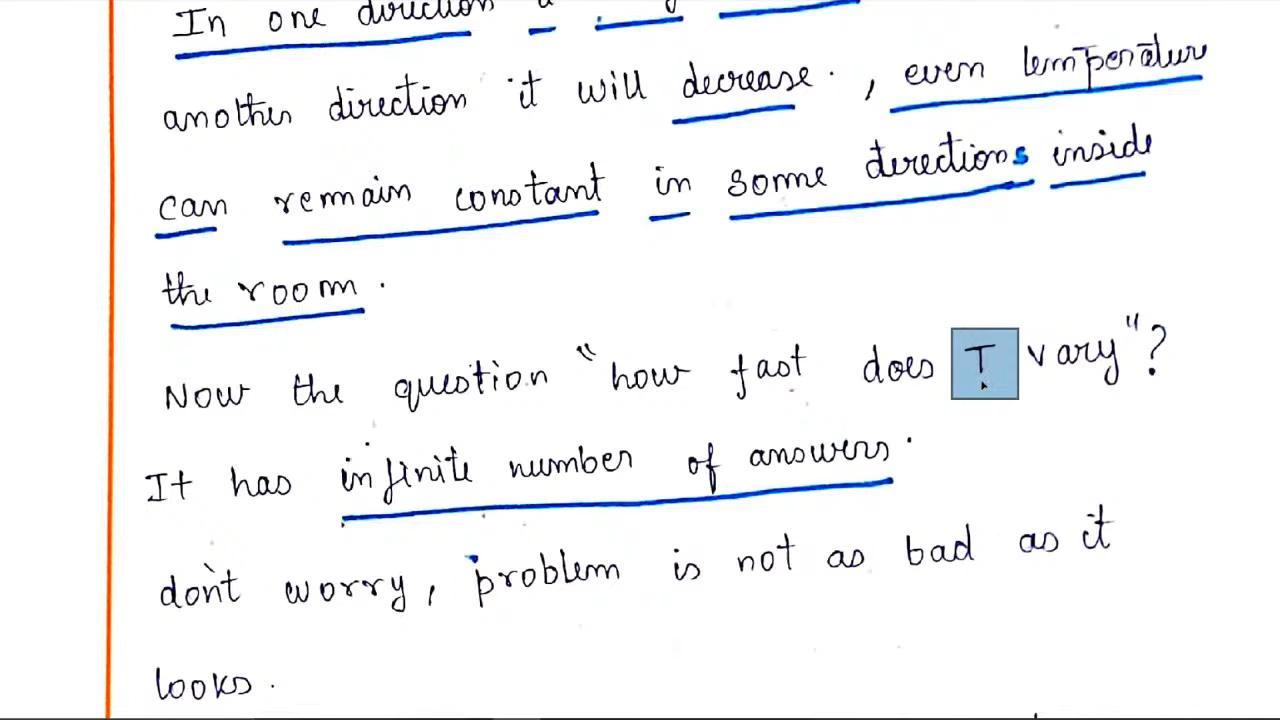 In one direction
another direction it will decrease. , even temperature
can remain constant in some directions inside
the room.
Now the question "how fast does T vary"?
It has infinite number of answers.
don't worry, problem is not as bad as it
looks.